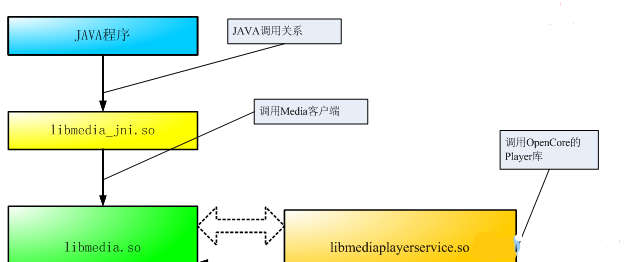 JAVA程序
JAVA调用关系
libmedia_jni.so
调用Media客户端
调用OpenCore的
Player库
libmedia.so
libmediaplayerservice.so